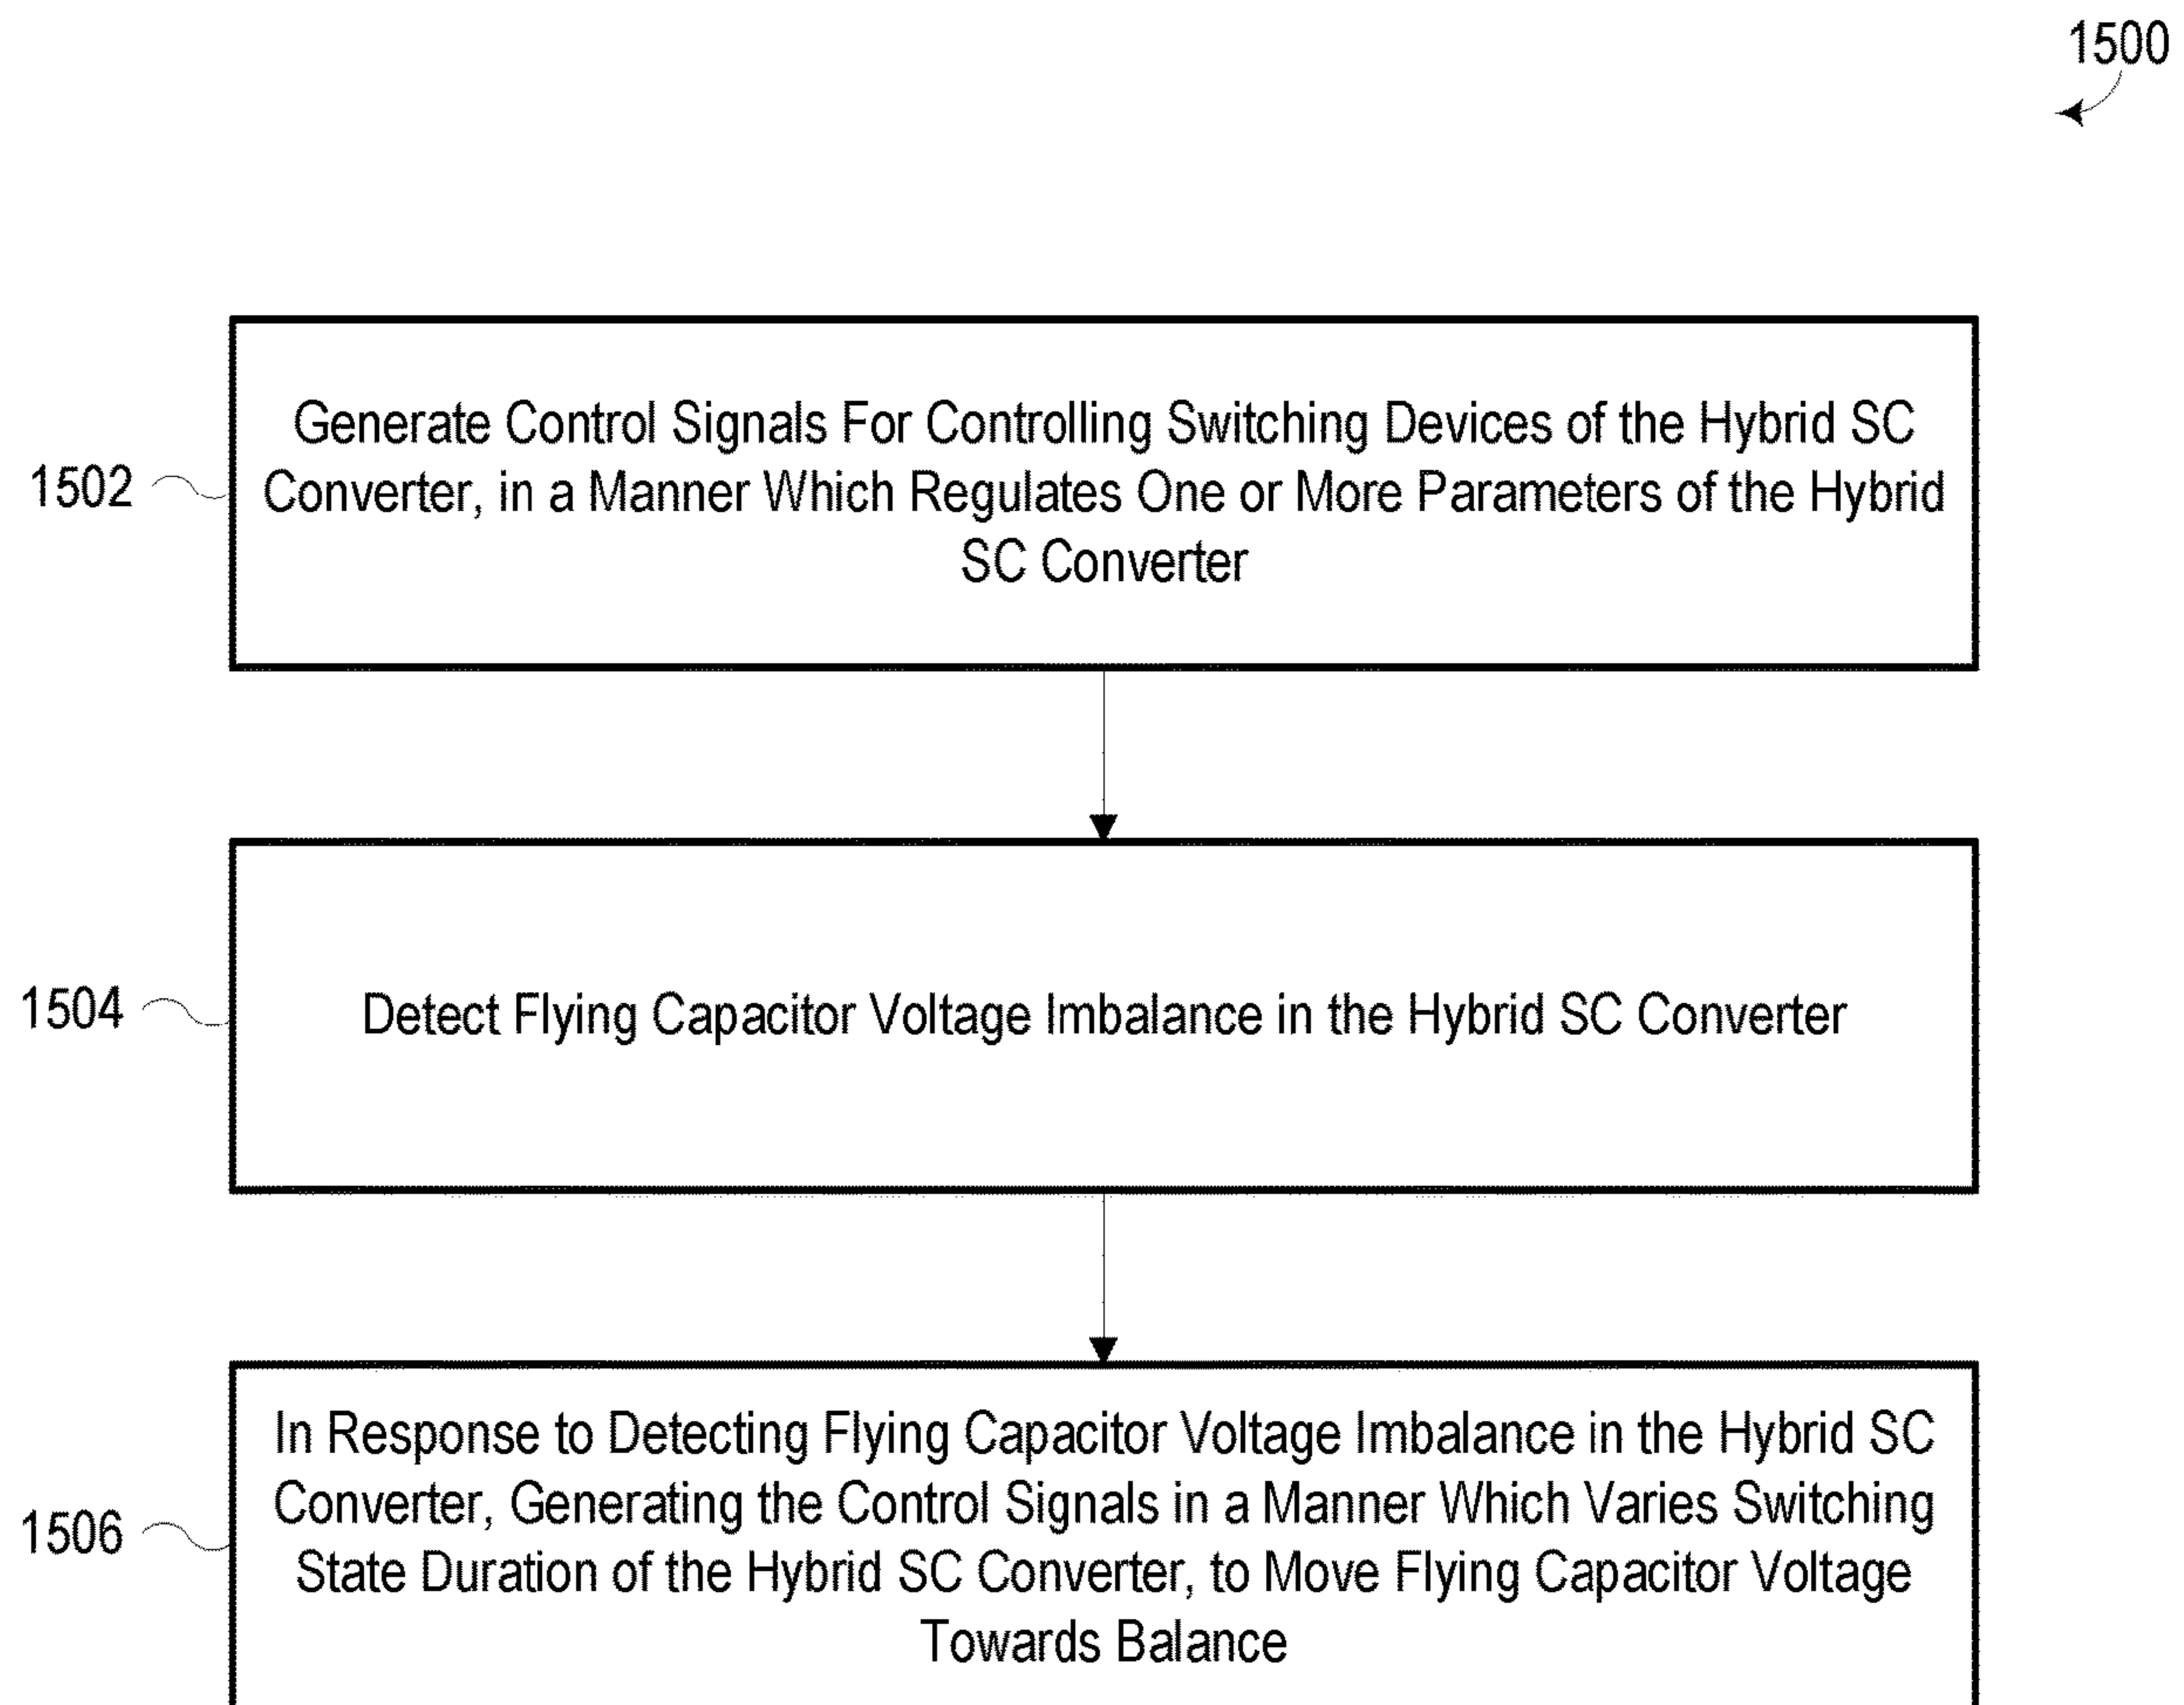 1500
Generate Control Signals For Controlling Switching Devices of the Hybrid SC
Converter, in a Manner Which Regulates One or More Parameters of the Hybrid
SC Converter
1502
Detect Flying Capacitor Voltage Imbalance in the Hybrid SC Converter
1504
In Response to Detecting Flying Capacitor Voltage Imbalance in the Hybrid SC
Converter, Generating the Control Signals in a Manner Which Varies Switching
State Duration of the Hybrid SC Converter, to Move Flying Capacitor Voltage
Towards Balance
1506